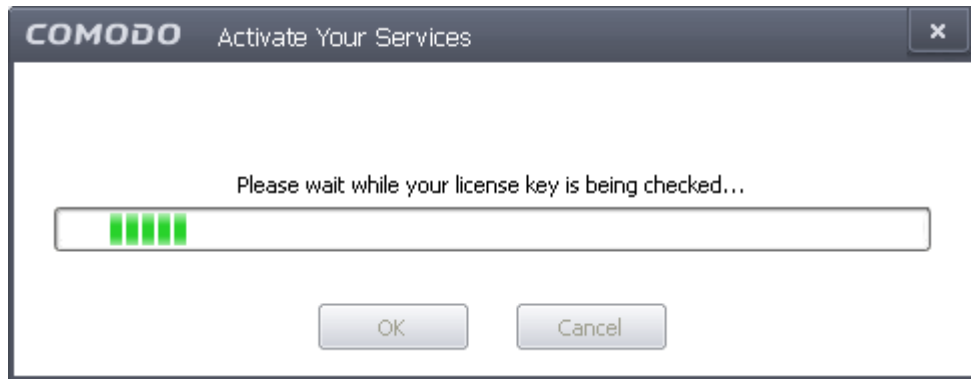 COMODO Activate Your Services
Please wait while your license key is being checked...
OK Cancel